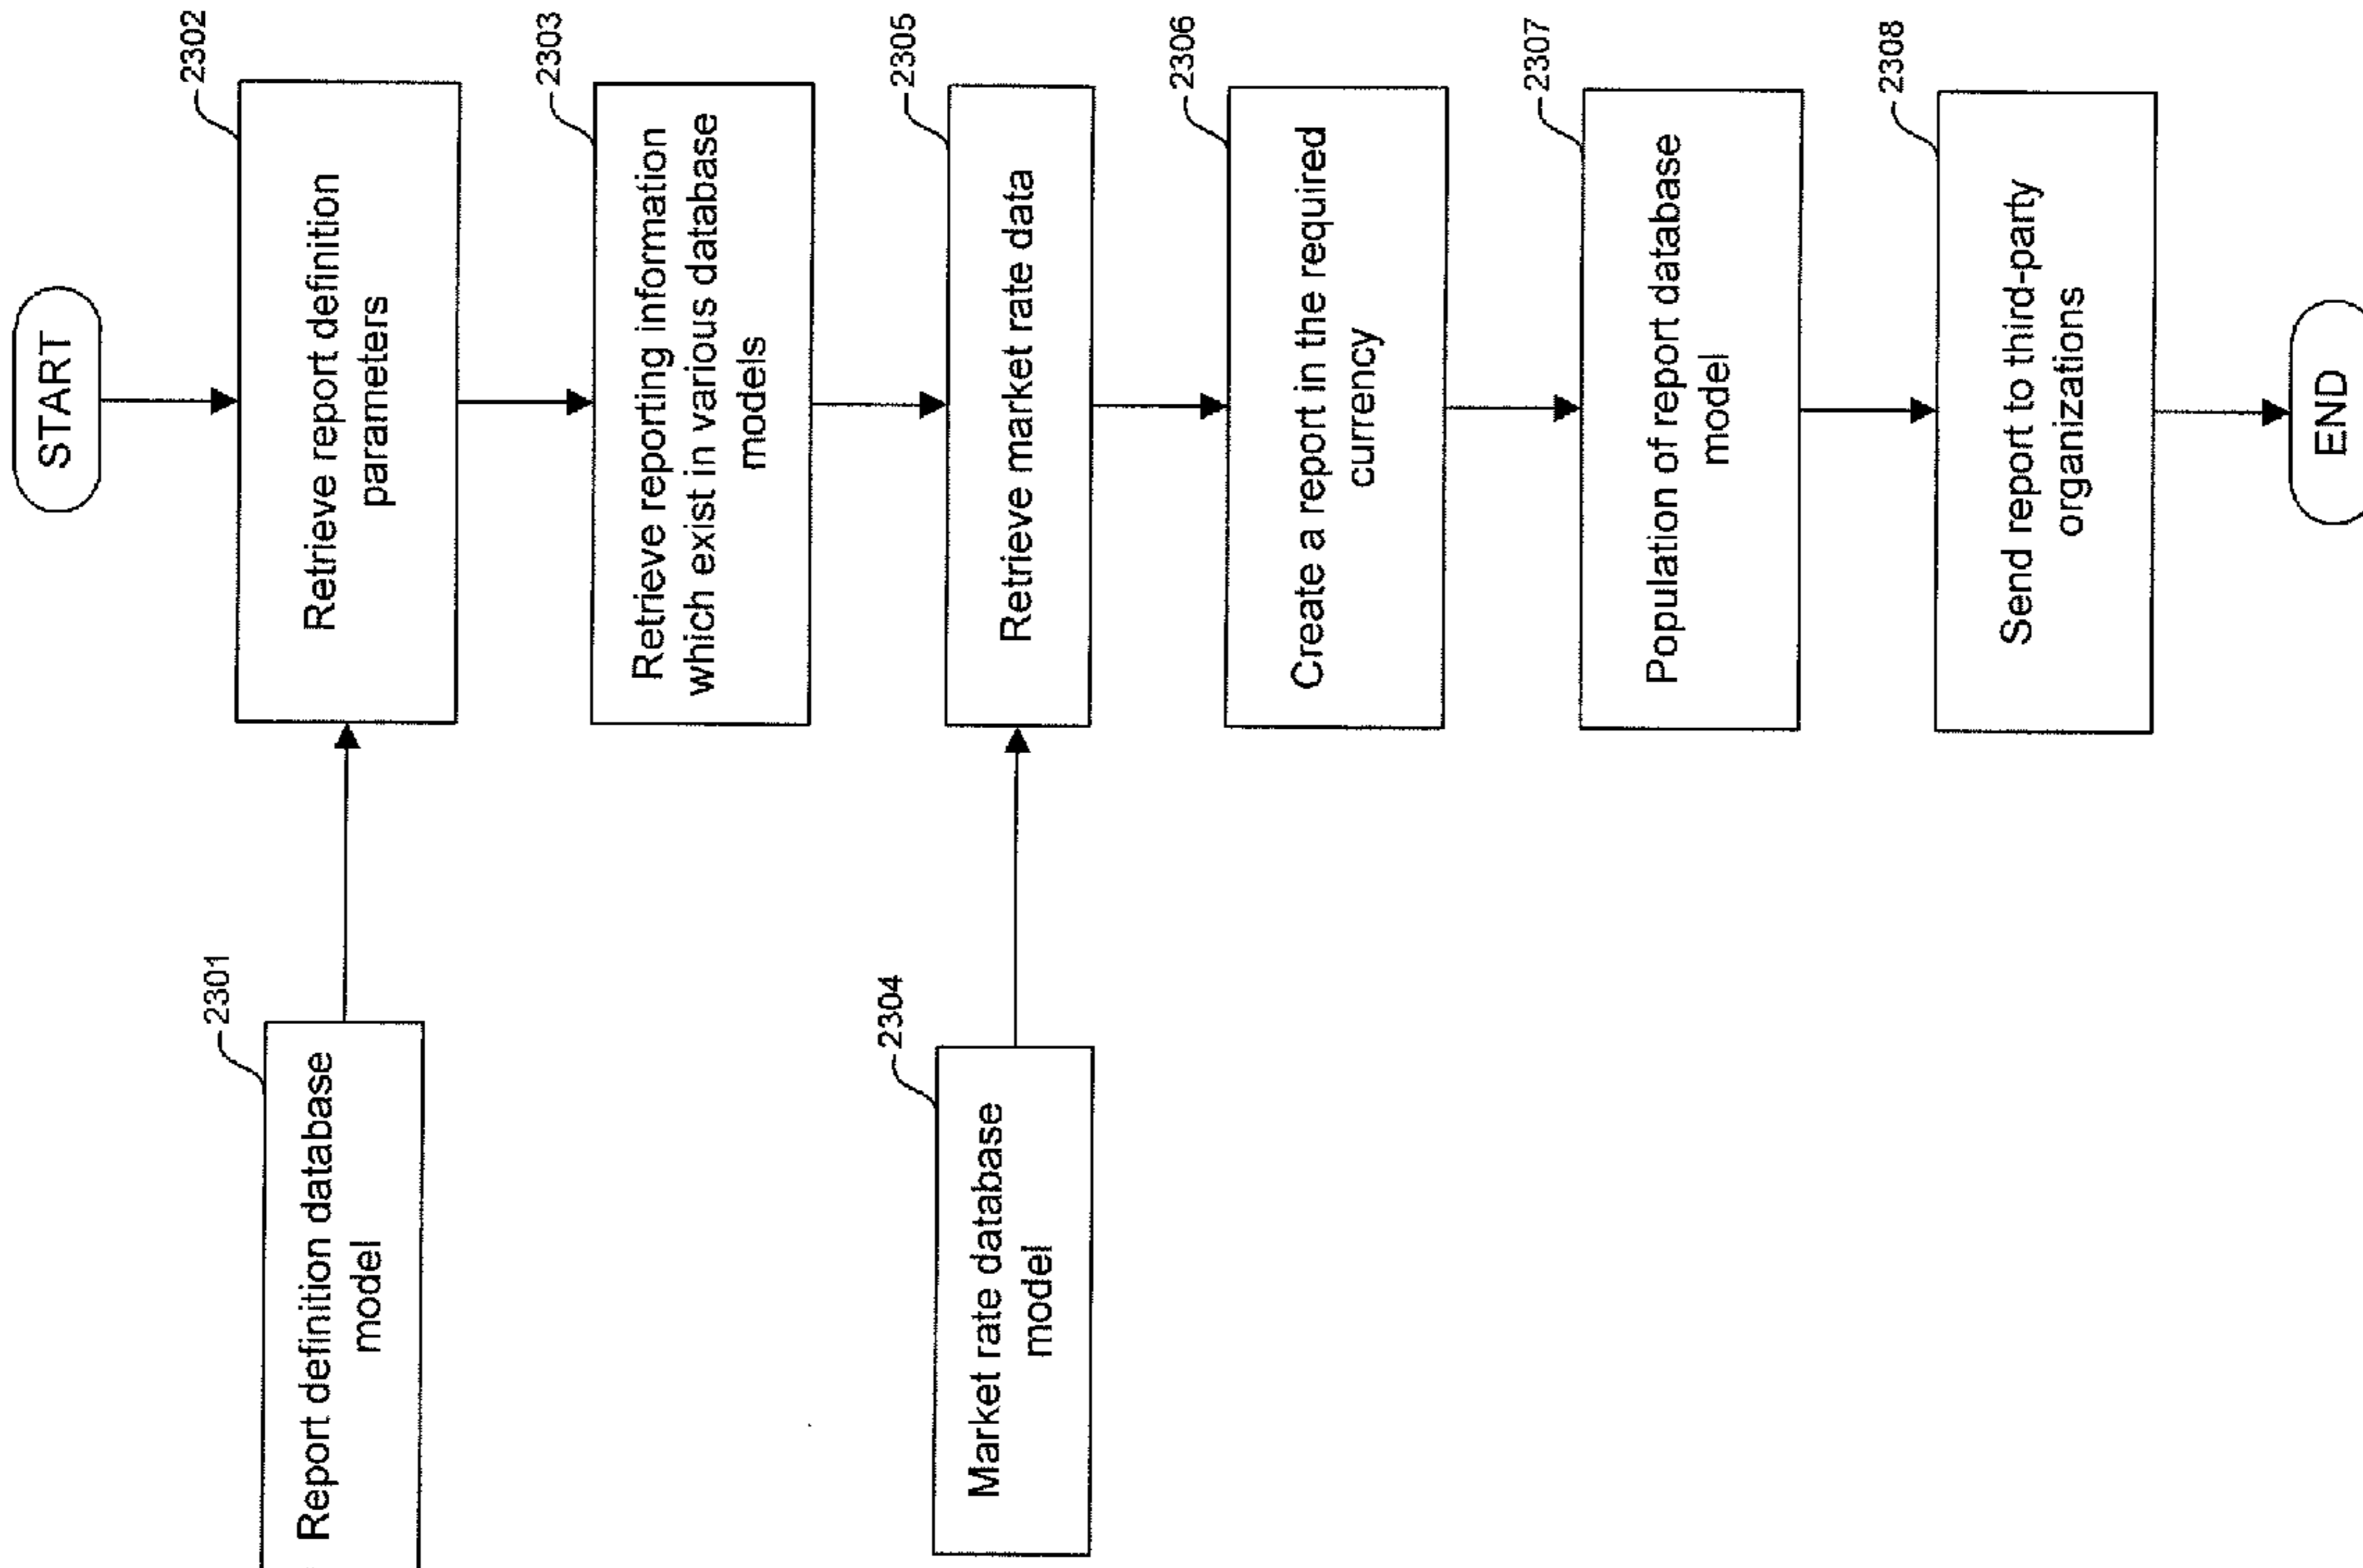 START
2302
Retrieve report definition
parameters
2301
Report definition database
model
2303
Retrieve reporting information
which exist in various database
models
2305
Retrieve market rate data
2304
Market rate database
model
2306
Create a report in the required
currency
2307
Population of report database
model
2308
Send report to third-party
organizations
END